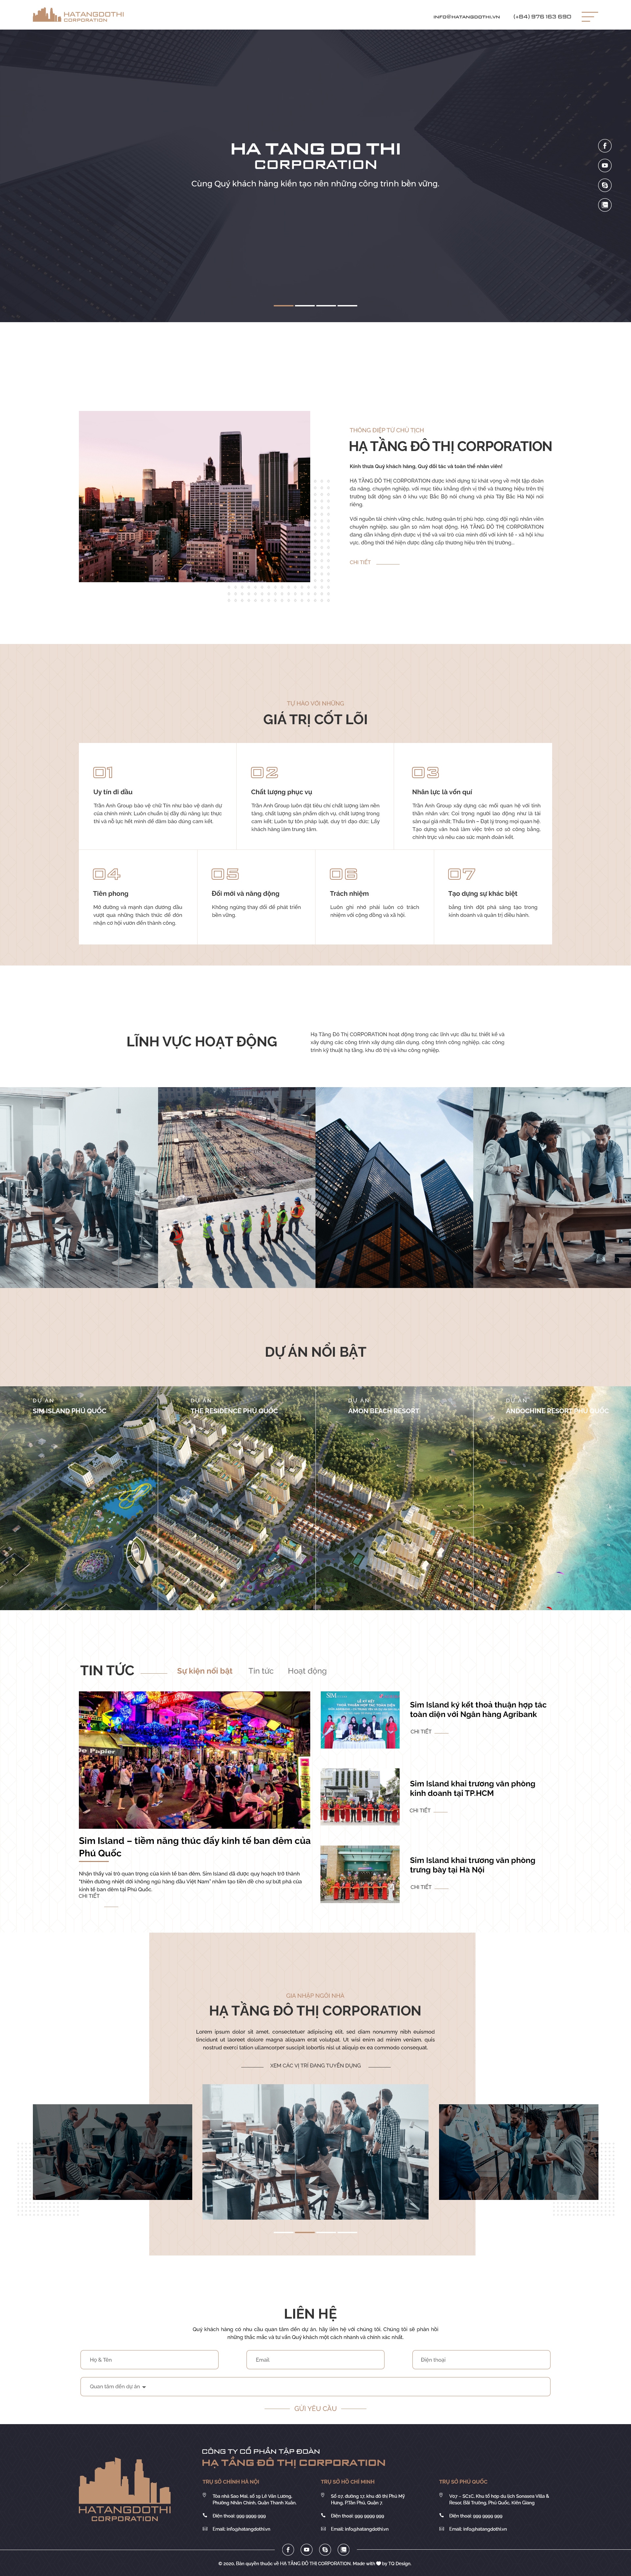 HATANGDOTHI
CORPORATION
INFO@HATANGDOTHI.VN
(+84) 976 163 690
HA TANG DO THI
CORPORATION
Cùng Quý khách hàng kiến tạo nên những công trình bền vững.
THÔNG ĐIỆP TỪ CHỦ TỊCH
HẠ TẦNG ĐÔ THỊ CORPORATION
Kính thưa Quý khách hàng, Quý đối tác và toàn thể nhân viên!
HẠ TẦNG ĐÔ THỊ CORPORATION được khởi dựng từ khát vọng về một tập đoàn
đa năng, chuyên nghiệp, với mục tiêu khẳng định vị thế và thương hiệu trên thị
trường bất động sản ở khu vực Bắc Bộ nói chung và phía Tây Bắc Hà Nội nói
riêng.
Với nguồn tài chính vững chắc, hướng quản trị phù hợp, cùng đội ngũ nhân viên
chuyên nghiệp, sau gần 10 năm hoạt động, HẠ TẦNG ĐÔ THỊ CORPORATION
đang dần khẳng định được vị thế và vai trò của mình đối với kinh tế - xã hội khu
vực, đồng thời thể hiện được đẳng cấp thương hiệu trên thị trường...
CHI TIẾT
TỰ HÀO VỚI NHỮNG
GIÁ TRỊ CỐT LÕI
01
Uy tín đi đầu
Trần Anh Group bảo vệ chữ Tín như bảo vệ danh dự
của chính mình; Luôn chuẩn bị đầy đủ năng lực thực
thi và nỗ lực hết mình để đảm bảo đúng cam kết.
02
Chất lượng phục vụ
Trần Anh Group luôn đặt tiêu chí chất lượng làm nền
tảng, chất lượng sản phẩm dịch vụ, chất lượng trong
cam kết; Luôn tự tôn pháp luật, duy trì đạo đức; Lấy
khách hàng làm trung tâm.
03
Nhân lực là vốn quí
Trần Anh Group xây dựng các mối quan hệ với tinh
thần nhân văn; Coi trọng người lao động như là tài
sản quí giá nhất; Thấu tình – Đạt lý trong mọi quan hệ.
Tạo dựng văn hoá làm việc trên cơ sở công bằng,
chính trực và nêu cao sức mạnh đoàn kết.
04
Tiên phong
Mở đường và mạnh dạn đương đầu
vượt qua những thách thức để đón
nhận cơ hội vươn đến thành công.
05
Đổi mới và năng động
Không ngừng thay đổi để phát triển
bền vững.
06
Trách nhiệm
Luôn ghi nhớ phải luôn có trách
nhiệm với cộng đồng và xã hội.
07
Tạo dựng sự khác biệt
bằng tính đột phá sáng tạo trong
kinh doanh và quản trị điều hành.
LĨNH VỰC HOẠT ĐỘNG
Hạ Tầng Đô Thị CORPORATION hoạt động trong các lĩnh vực đầu tư, thiết kế và
xây dựng các công trình xây dựng dân dụng, công trình công nghiệp, các công
trình kỹ thuật hạ tầng, khu đô thị và khu công nghiệp.
DỰ ÁN NỔI BẬT
DỰ ÁN
SIM ISLAND PHÚ QUỐC
DỰ ÁN
THE RESIDENCE PHÚ QUỐC
DỰ ÁN
AMON BEACH RESORT
DỰ ÁN
ANDOCHINE RESORT PHÚ QUỐC
TIN TỨC
Sự kiện nổi bật
Tin tức
Hoạt động
Sim Island – tiềm năng thúc đẩy kinh tế ban đêm của
Phú Quốc
Nhận thấy vai trò quan trọng của kinh tế ban đêm, Sim Island đã được quy hoạch trở thành
"thiên đường nhiệt đới không ngủ hàng đầu Việt Nam" nhằm tạo tiền đề cho sự bứt phá của
kinh tế ban đêm tại Phú Quốc.
CHI TIẾT
Sim Island ký kết thoả thuận hợp tác
toàn diện với Ngân hàng Agribank
CHI TIẾT
Sim Island khai trương văn phòng
kinh doanh tại TP.HCM
CHI TIẾT
Sim Island khai trương văn phòng
trưng bày tại Hà Nội
CHI TIẾT
GIA NHẬP NGÔI NHÀ
HẠ TẦNG ĐÔ THỊ CORPORATION
Lorem ipsum dolor sit amet, consectetuer adipiscing elit, sed diam nonummy nibh euismod
tincidunt ut laoreet dolore magna aliquam erat volutpat. Ut wisi enim ad minim veniam, quis
nostrud exerci tation ullamcorper suscipit lobortis nisl ut aliquip ex ea commodo consequat.
XEM CÁC VỊ TRÍ ĐANG TUYỂN DỤNG
LIÊN HỆ
Quý khách hàng có nhu cầu quan tâm đến dự án, hãy liên hệ với chúng tôi. Chúng tôi sẽ phản hồi
những thắc mắc và tư vấn Quý khách một cách nhanh và chính xác nhất.
Họ & Tên
Email
Điện thoại
Quan tâm đến dự án
GỬI YÊU CẦU
HATANGDOTHI
CORPORATION
CÔNG TY CỔ PHẦN TẬP ĐOÀN
HẠ TẦNG ĐÔ THỊ CORPORATION
TRỤ SỞ CHÍNH HÀ NỘI
Tòa nhà Sao Mai, số 19 Lê Văn Lương,
Phường Nhân Chính, Quận Thanh Xuân.
Điện thoại: 999 9999 999
Email: info@hatangdothi.vn
TRỤ SỞ HỒ CHÍ MINH
Số 07, đường 17, khu đô thị Phú Mỹ
Hưng, P.Tân Phú, Quận 7.
Điện thoại: 999 9999 999
Email: info@hatangdothi.vn
TRỤ SỞ PHÚ QUỐC
V07 – SC1C, Khu tổ hợp du lịch Sonasea Villa &
Resor, Bãi Trường, Phú Quốc, Kiên Giang
Điện thoại: 999 9999 999
Email: info@hatangdothi.vn
© 2020, Bản quyền thuộc về HẠ TẦNG ĐÔ THỊ CORPORATION. Made with by TQ Design.